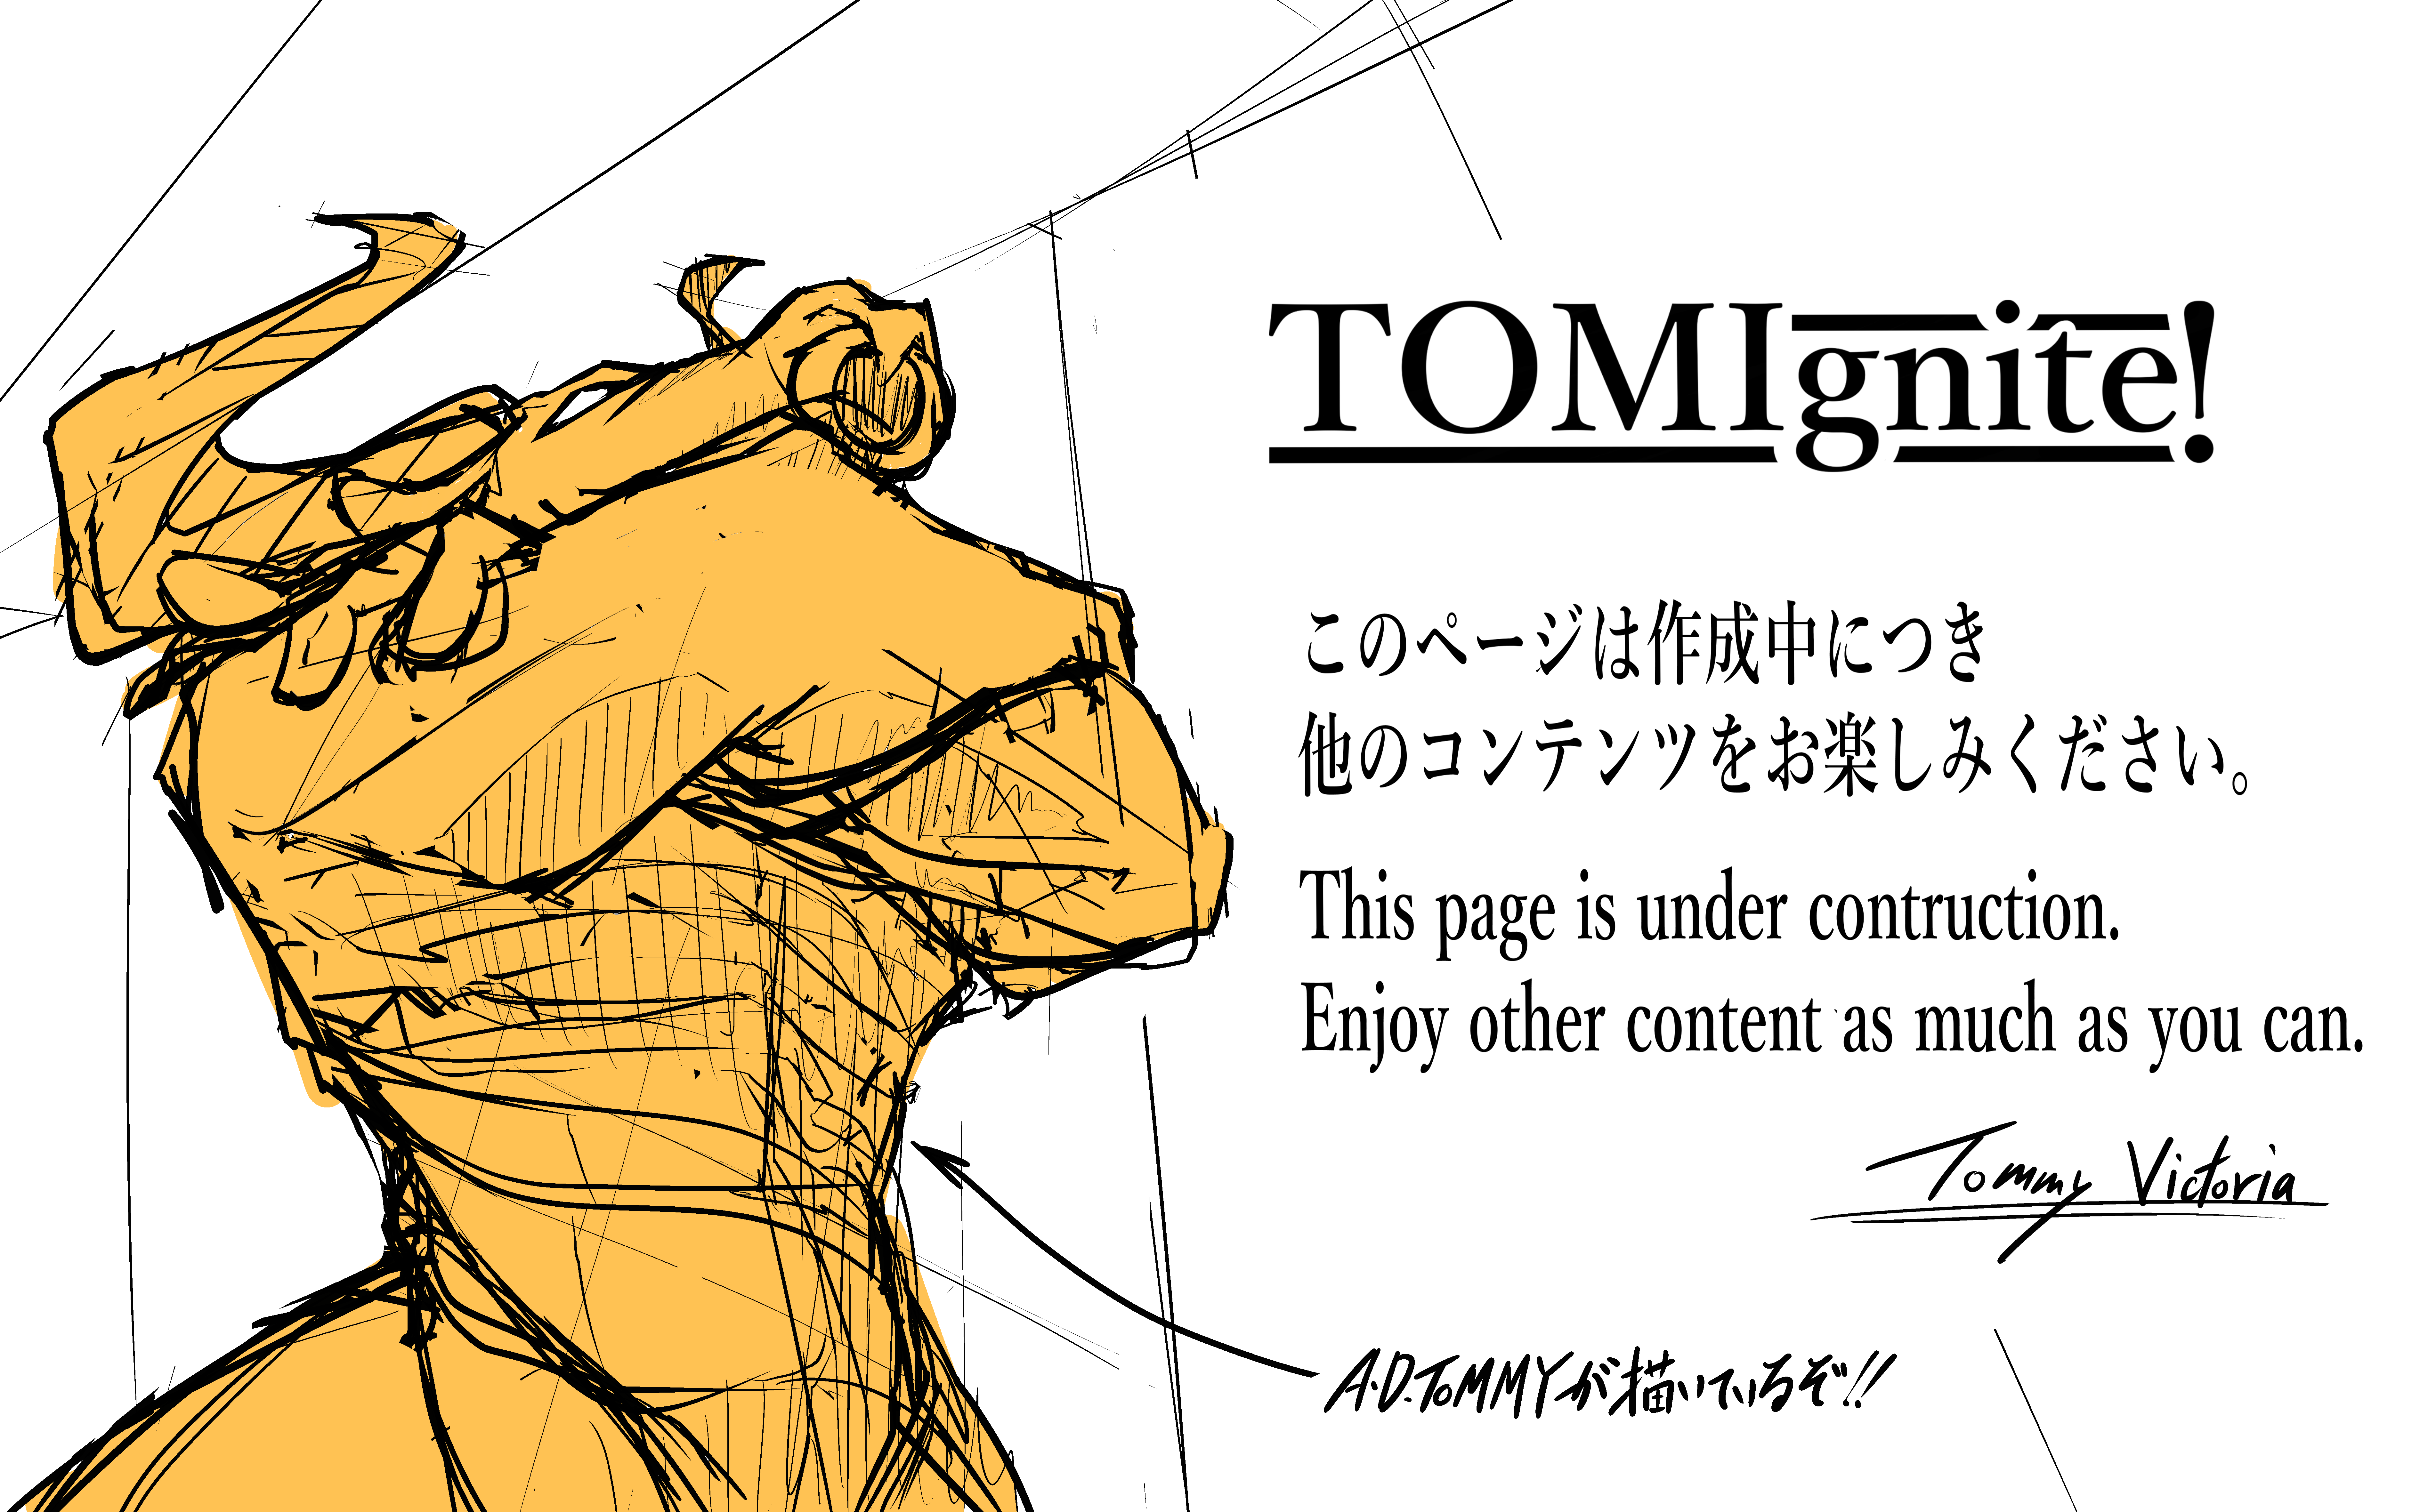 TOMIgnite!
このページは作成中につき
他のコンテンツをお楽しみください。
This page is under contruction.
Enjoy other content as much as you can.
Tommy Victoria
A.D.TOMMYが描いているぞ!!